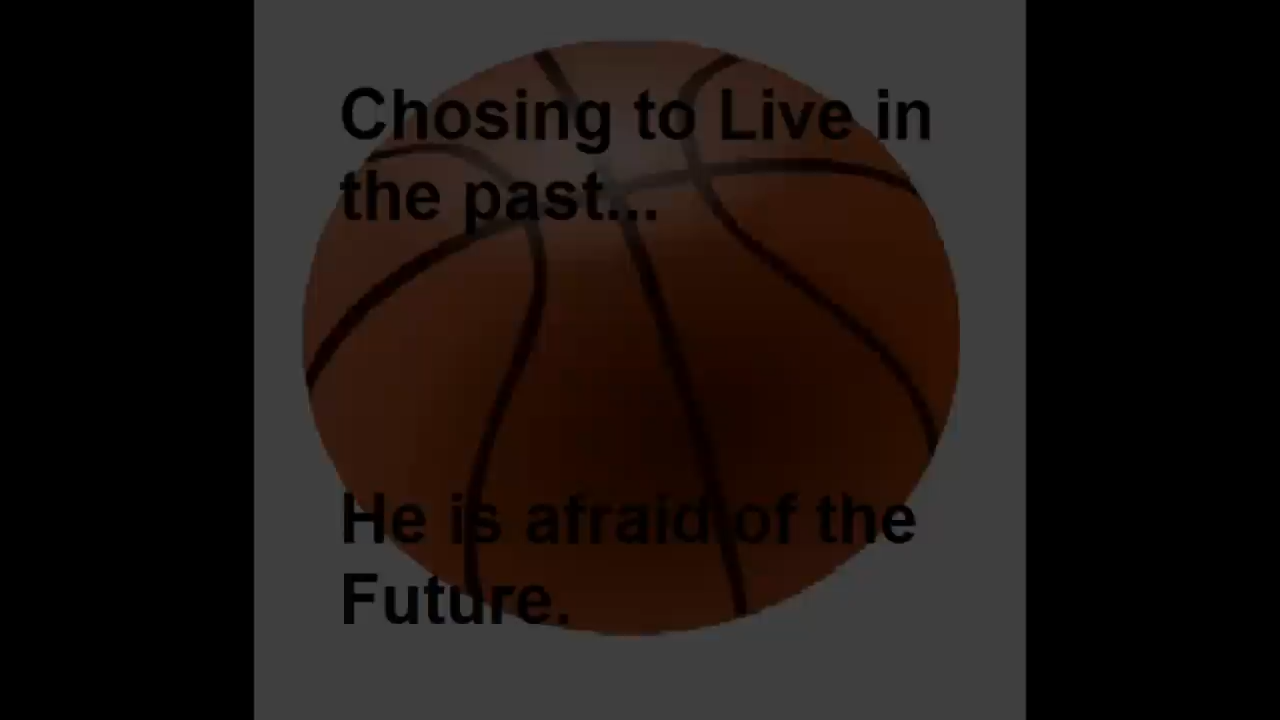 Chosing to Live in
the past...
He is afraid of the
Future.